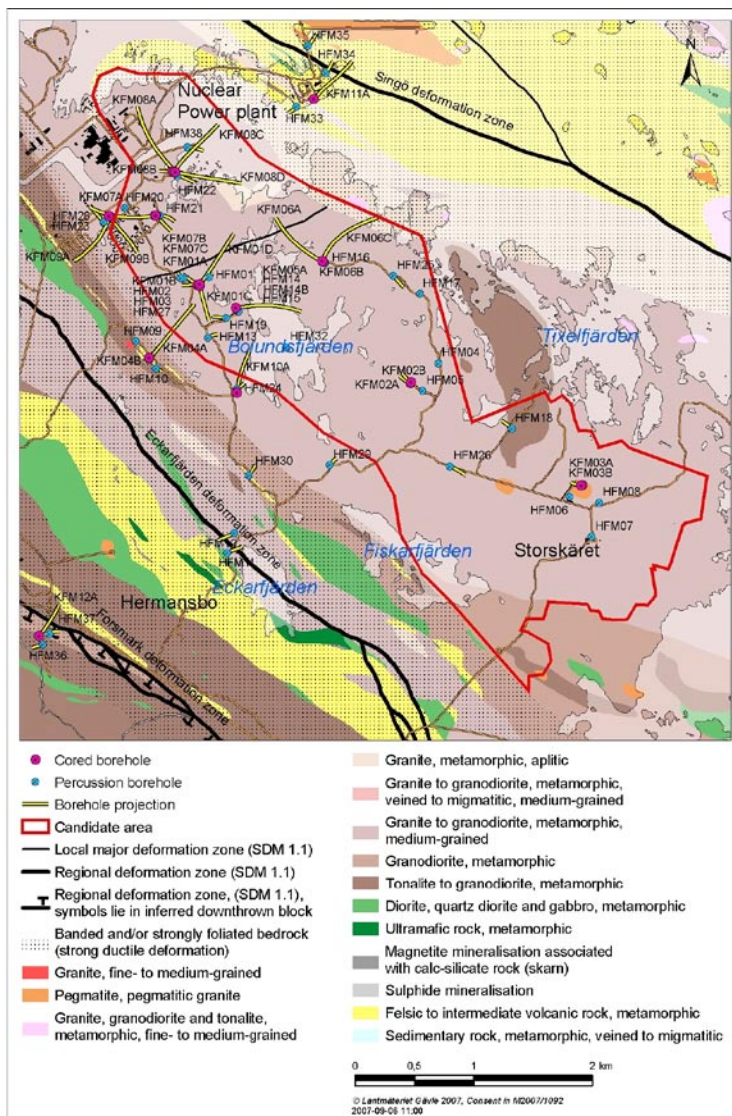 HFM35
HFM34
KFM08A
Nuclear
Power plant
KFM11A
HFM33
Singö deformation zone
N
HFM38
KFM08C
KFM08B
HFM22
KFM08D
KFM07A
HFM20
HFM21
HFM28
HFM23
KFM06A
KFM09A
KFM09B
KFM07B
KFM07C
KFM01A
KFM01D
KFM06C
HFM16
KFM06B
KFM01B
HFM01
HFM02
HFM03
HFM27
KFM05A
HFM14
HFM14B
HFM15
KFM01C
HFM25
HFM17
HFM19
HFM13
HFM32
Bolundsfjärden
Tixelfjärden
HFM09
KFM04A
KFM04B
HFM10
HFM04
KFM10A
HFM24
KFM02B
KFM02A
HFM05
HFM18
Eckarfjärden deformation zone
HFM30
HFM29
HFM26
KFM03A
KFM03B
HFM06
HFM08
HFM07
Fiskarfjärden
Storskäret
Eckarfjärden
Hermansbo
KFM12A
HFM37
HFM36
Forsmark deformation zone
Cored borehole
Percussion borehole
Borehole projection
Candidate area
Local major deformation zone (SDM 1.1)
Regional deformation zone (SDM 1.1)
Regional deformation zone, (SDM 1.1),
symbols lie in inferred downthrown block
Banded and/or strongly foliated bedrock
(strong ductile deformation)
Granite, fine- to medium-grained
Pegmatite, pegmatitic granite
Granite, granodiorite and tonalite,
metamorphic, fine- to medium-grained
Granite, metamorphic, aplitic
Granite to granodiorite, metamorphic,
veined to migmatitic, medium-grained
Granite to granodiorite, metamorphic,
medium-grained
Granodiorite, metamorphic
Tonalite to granodiorite, metamorphic
Diorite, quartz diorite and gabbro, metamorphic
Ultramafic rock, metamorphic
Magnetite mineralisation associated
with calc-silicate rock (skarn)
Sulphide mineralisation
Felsic to intermediate volcanic rock, metamorphic
Sedimentary rock, metamorphic, veined to migmatitic
0 0,5 1 2 km
© Lantmäteriet Gävle 2007, Consent in M2007/1092
2007-09-06 11:00